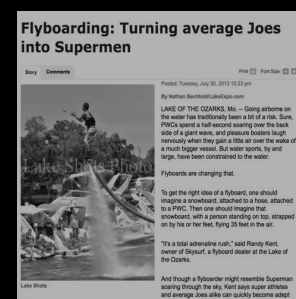 Flyboarding: Turning average Joes
into Supermen
Story Comments
Print Font Size:
Posted: Tuesday, July 30, 2013 10:23 pm
By Nathan Bechtold/LakeExpo.com
LAKE OF THE OZARKS, Mo. -- Going airborne on
the water has traditionally been a bit of a risk. Sure,
PWCs spend a half-second soaring over the back
side of a giant wave, and pleasure boaters laugh
nervously when they gain a little air over the wake of
a much bigger vessel. But water sports, by and
large, have been constrained to the water.
Flyboards are changing that.
To get the right idea of a flyboard, one should
imagine a snowboard, attached to a hose, attached
to a PWC. Then one should imagine that
snowboard, with a person standing on top, strapped
on by his or her feet, flying 35 feet in the air.
"It's a total adrenaline rush," said Randy Kent,
owner of Skysurf, a flyboard dealer at the Lake of
the Ozarks.
And though a flyboarder might resemble Superman
soaring through the sky, Kent says super athletes
and average Joes alike can quickly become adept
Lake Shots Photo
Lake Shots